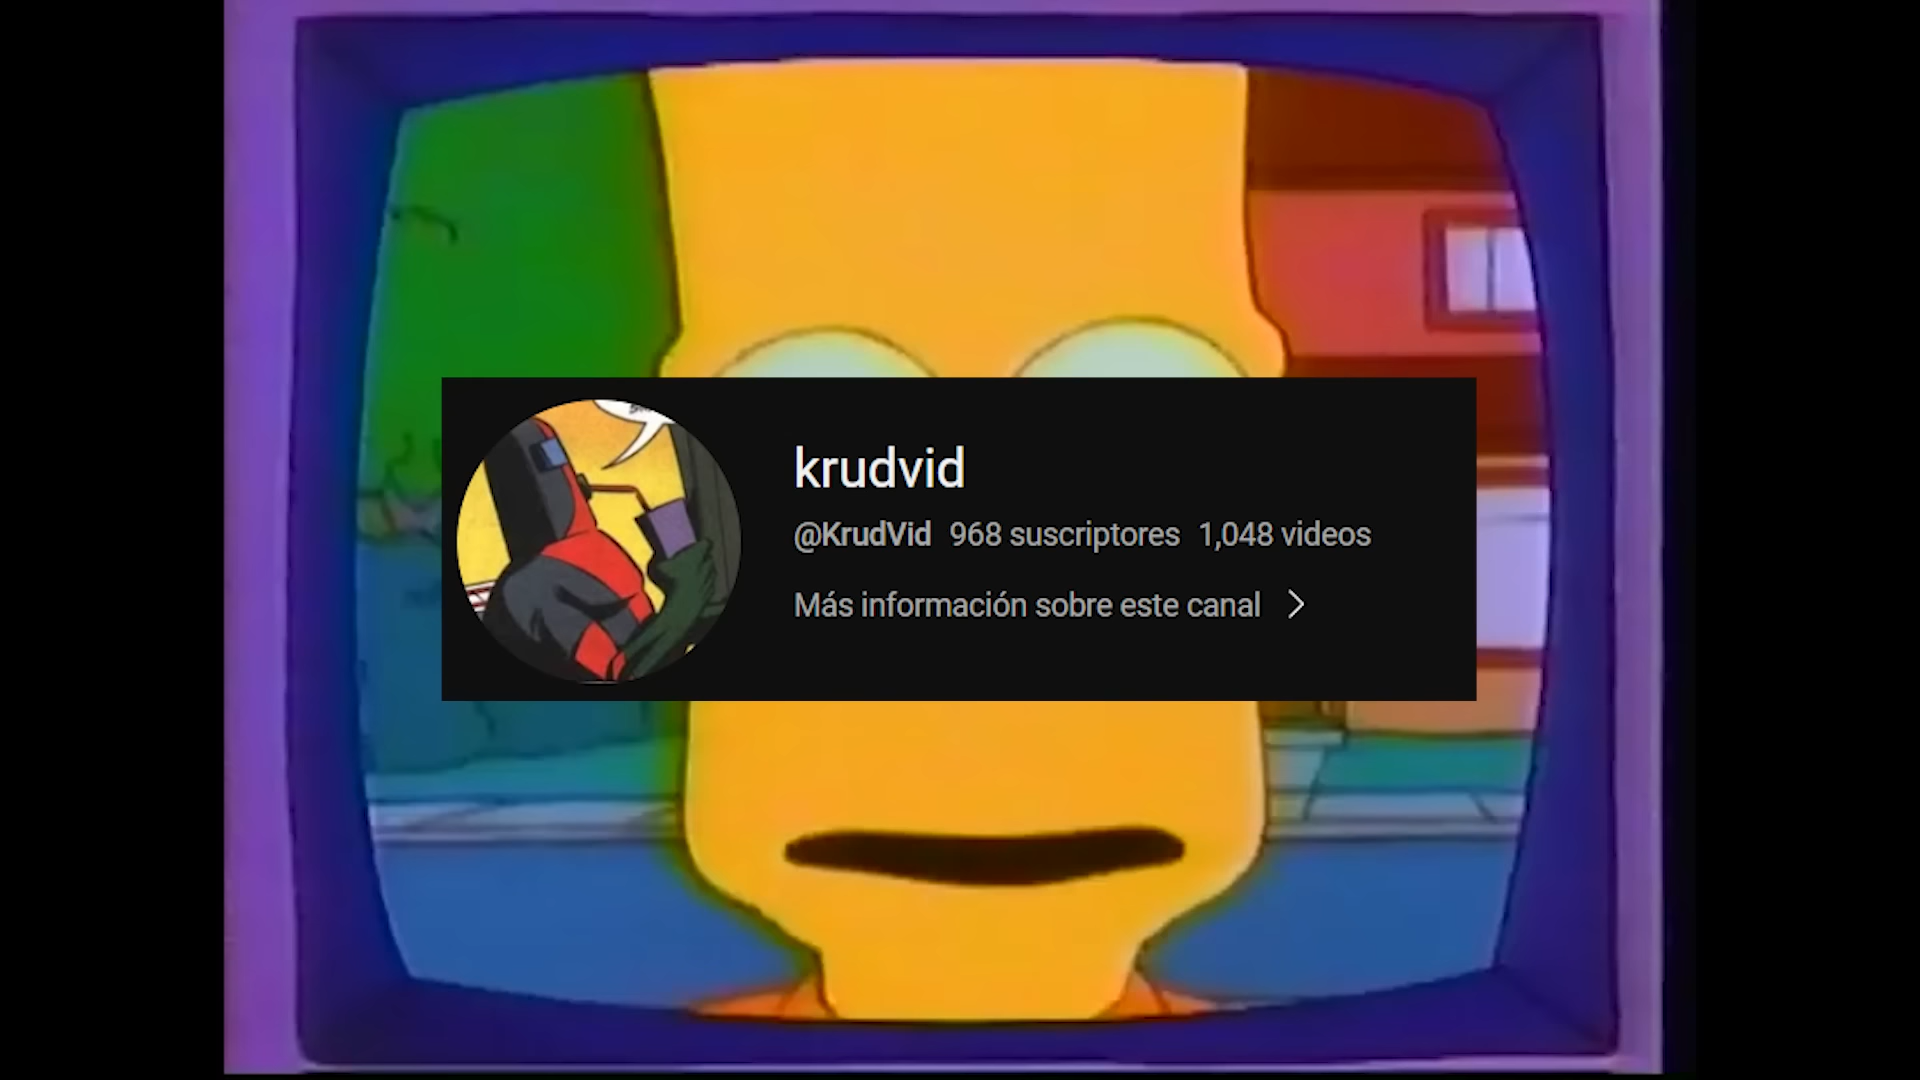 krudvid
@KrudVid 968 suscriptores 1,048 videos
Más información sobre este canal